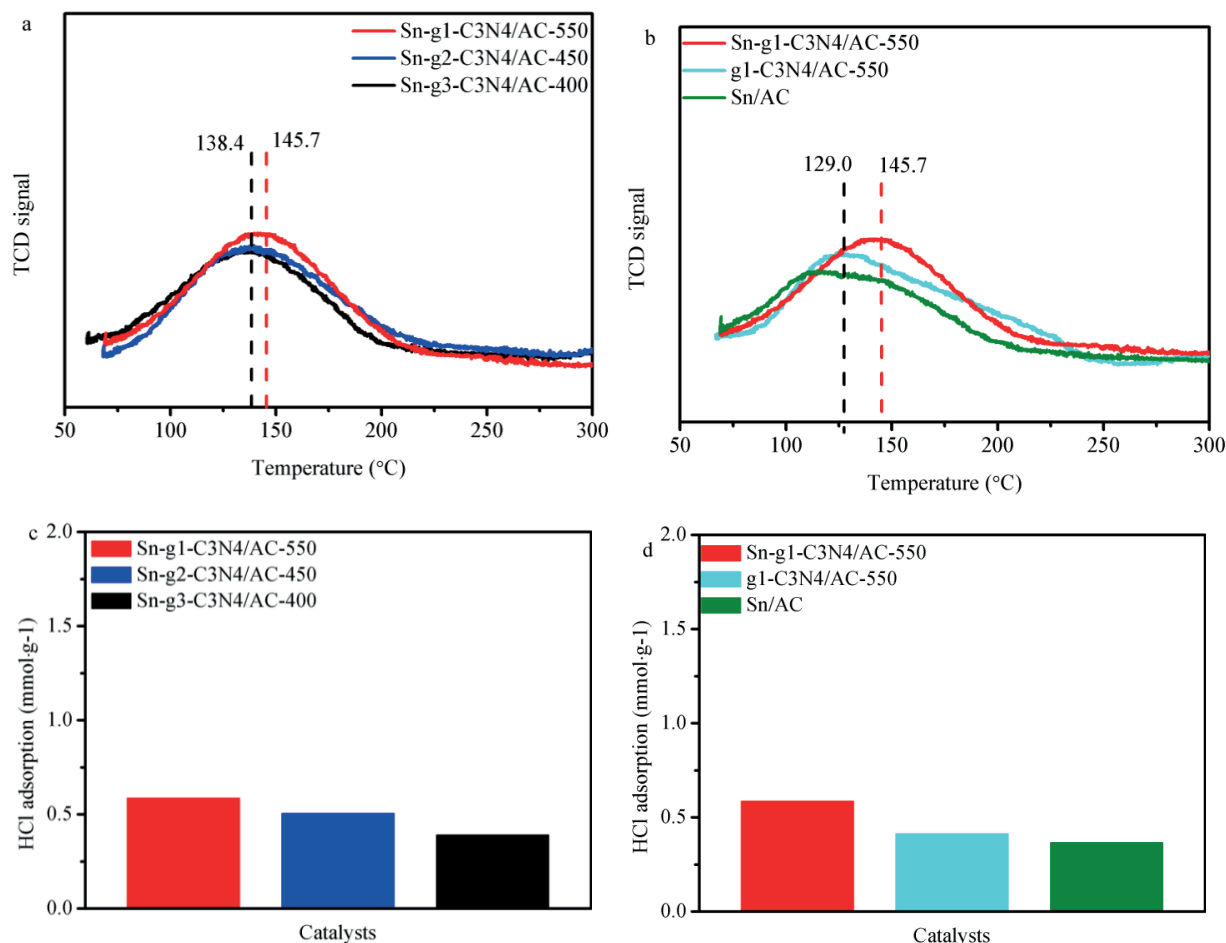 a
Sn-g1-C3N4/AC-550
Sn-g2-C3N4/AC-450
Sn-g3-C3N4/AC-400
138.4
145.7
TCD signal
50
100
150
200
250
300
Temperature (°C)
b
Sn-g1-C3N4/AC-550
g1-C3N4/AC-550
Sn/AC
129.0
145.7
TCD signal
50
100
150
200
250
300
Temperature (°C)
c
2.0
1.5
1.0
0.5
0.0
Sn-g1-C3N4/AC-550
Sn-g2-C3N4/AC-450
Sn-g3-C3N4/AC-400
HCl adsorption (mmol·g-1)
Catalysts
d
2.0
1.5
1.0
0.5
0.0
Sn-g1-C3N4/AC-550
g1-C3N4/AC-550
Sn/AC
HCl adsorption (mmol·g-1)
Catalysts